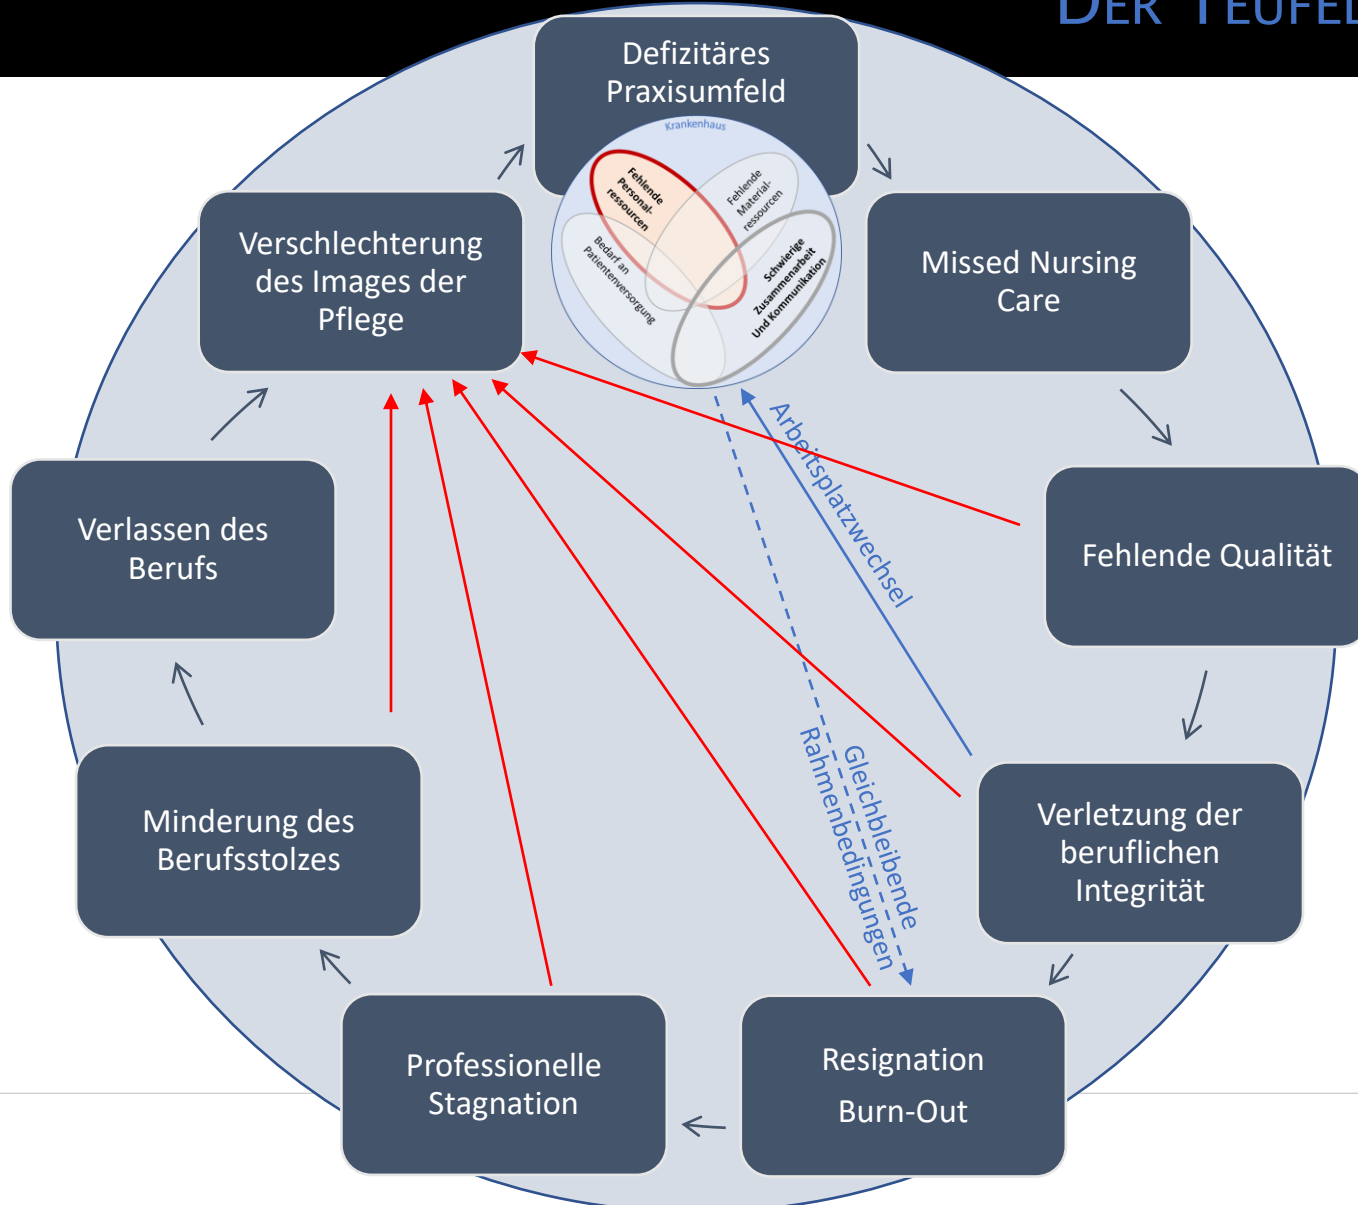 DER TEUFEL
Defizitäres
Praxisumfeld
Krankenhaus
Fehlende
Personal-
ressourcen
Fehlende
Material-
ressourcen
Bedarf an
Patientenversorgung
Schwierige
Zusammenarbeit
Und Kommunikation
Missed Nursing
Care
Fehlende Qualität
Verletzung der
beruflichen
Integrität
Resignation
Burn-Out
Professionelle
Stagnation
Minderung des
Berufsstolzes
Verlassen des
Berufs
Verschlechterung
des Images der
Pflege
Arbeitsplatzwechsel
Gleichbleibende
Rahmenbedingungen